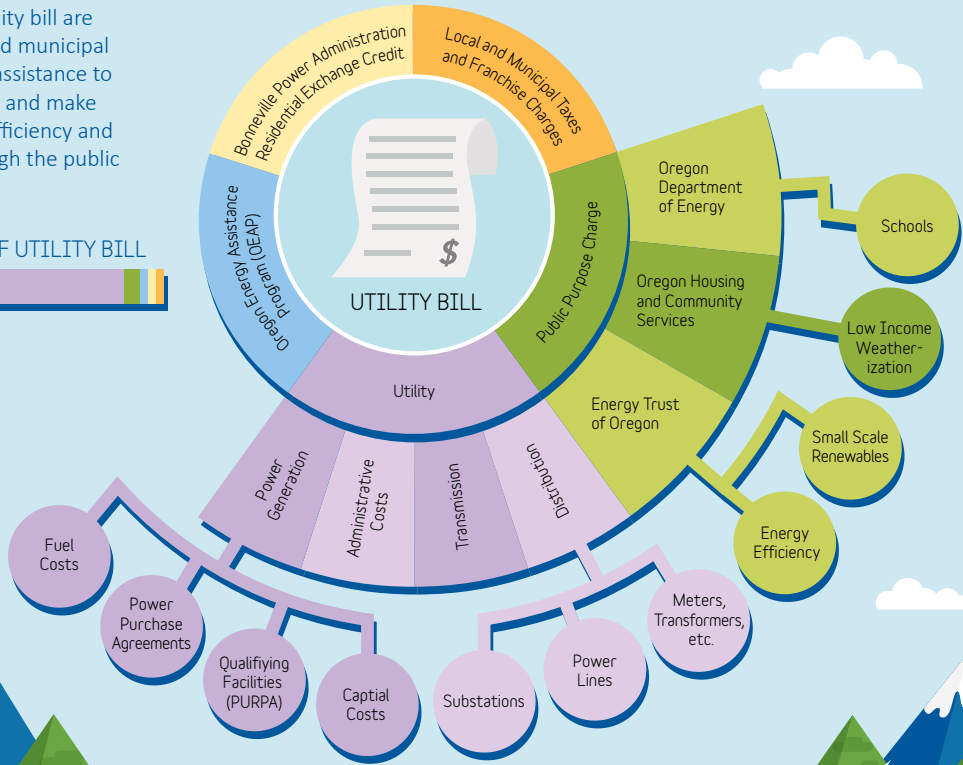 ity bill are
d municipal
assistance to
and make
fficiency and
gh the public
F UTILITY BILL
Bonneville Power Administration
Residential Exchange Credit
Local and Municipal Taxes
and Franchise Charges
Oregon Energy Assistance
Program (OEAP)
$
UTILITY BILL
Public Purpose Charge
Utility
Oregon
Department
of Energy
Schools
Oregon Housing
and Community
Services
Low Income
Weather-
ization
Energy Trust
of Oregon
Small Scale
Renewables
Energy
Efficiency
Power
Generation
Administrative
Costs
Transmission
Distribution
Fuel
Costs
Power
Purchase
Agreements
Qualifiying
Facilities
(PURPA)
Captial
Costs
Substations
Power
Lines
Meters,
Transformers,
etc.